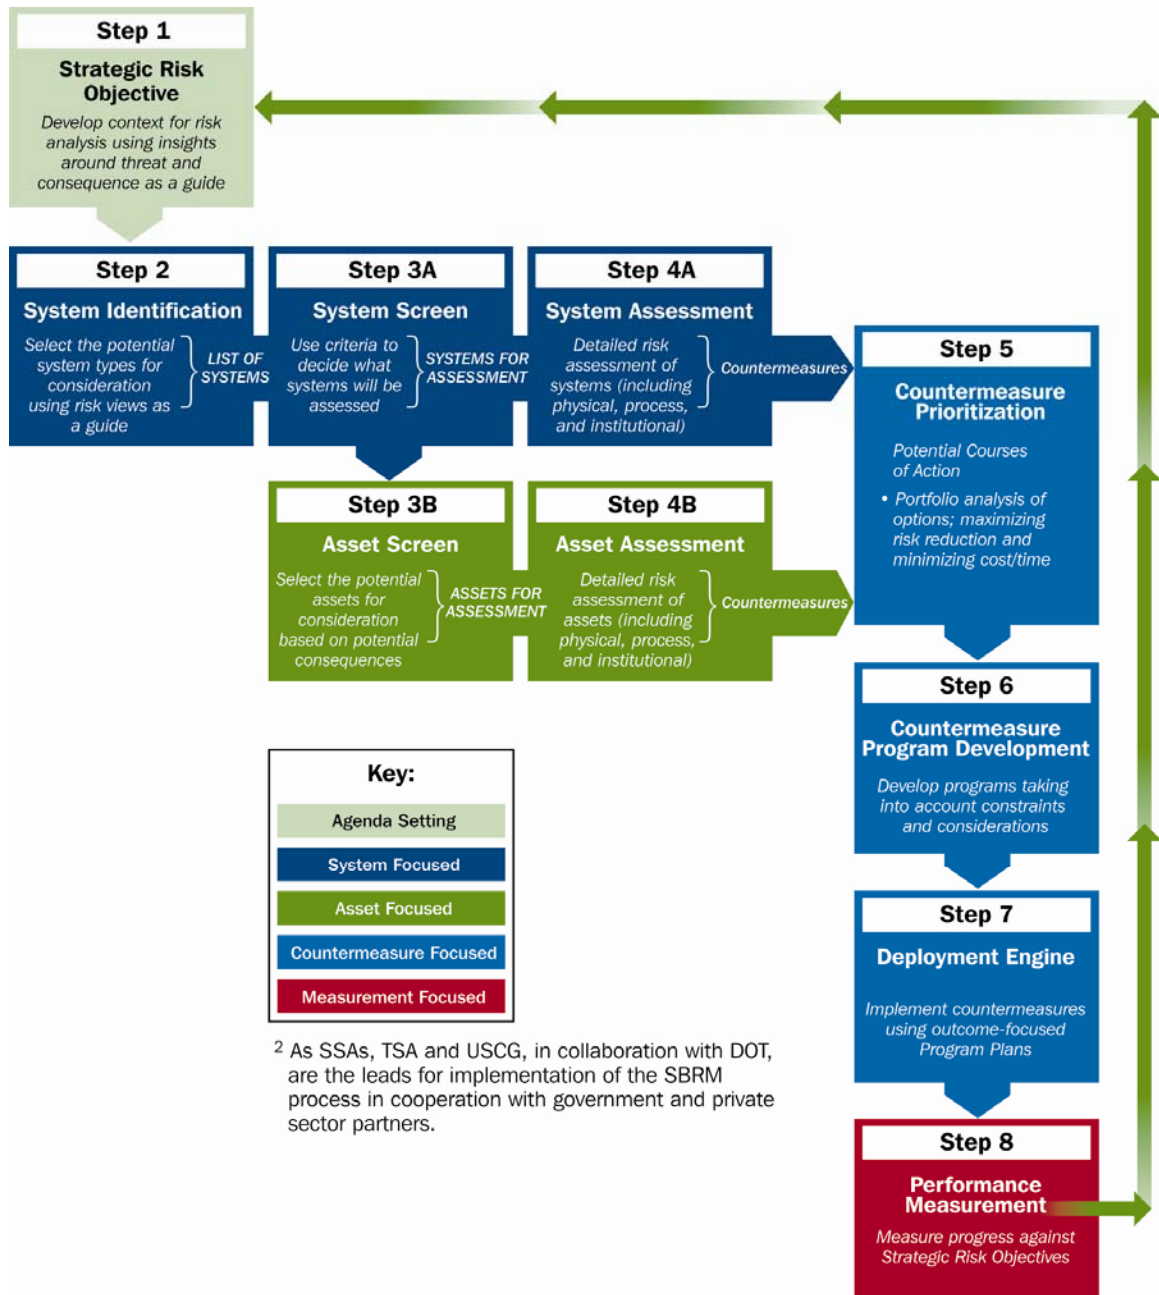 Step 1
Strategic Risk
Objective
Develop context for risk
analysis using insights
around threat and
consequence as a guide
Step 2
System Identification
Select the potential
system types for
consideration
using risk views as
a guide
LIST OF
SYSTEMS
Step 3A
System Screen
Use criteria to
decide what
systems will be
assessed
SYSTEMS FOR
ASSESSMENT
Step 4A
System Assessment
Detailed risk
assessment of
systems (including
physical, process,
and institutional)
Countermeasures
Step 3B
Asset Screen
Select the potential
assets for
consideration
based on potential
consequences
ASSETS FOR
ASSESSMENT
Step 4B
Asset Assessment
Detailed risk
assessment of
assets (including
physical, process,
and institutional)
Countermeasures
Step 5
Countermeasure
Prioritization
Potential Courses
of Action
• Portfolio analysis of
options; maximizing
risk reduction and
minimizing cost/time
Step 6
Countermeasure
Program Development
Develop programs taking
into account constraints
and considerations
Step 7
Deployment Engine
Implement countermeasures
using outcome-focused
Program Plans
Step 8
Performance
Measurement
Measure progress against
Strategic Risk Objectives
Key:
Agenda Setting
System Focused
Asset Focused
Countermeasure Focused
Measurement Focused
2 As SSAs, TSA and USCG, in collaboration with DOT,
are the leads for implementation of the SBRM
process in cooperation with government and private
sector partners.